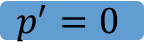 p′ = 0